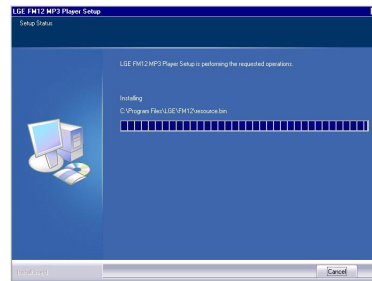 LGE FM12 MP3 Player Setup
Setup Status
LGE FM12 MP3 Player Setup is performing the requested operations.
Installing
C:\Program Files\LGE\FM12\resource.bin
InstallShield
Cancel